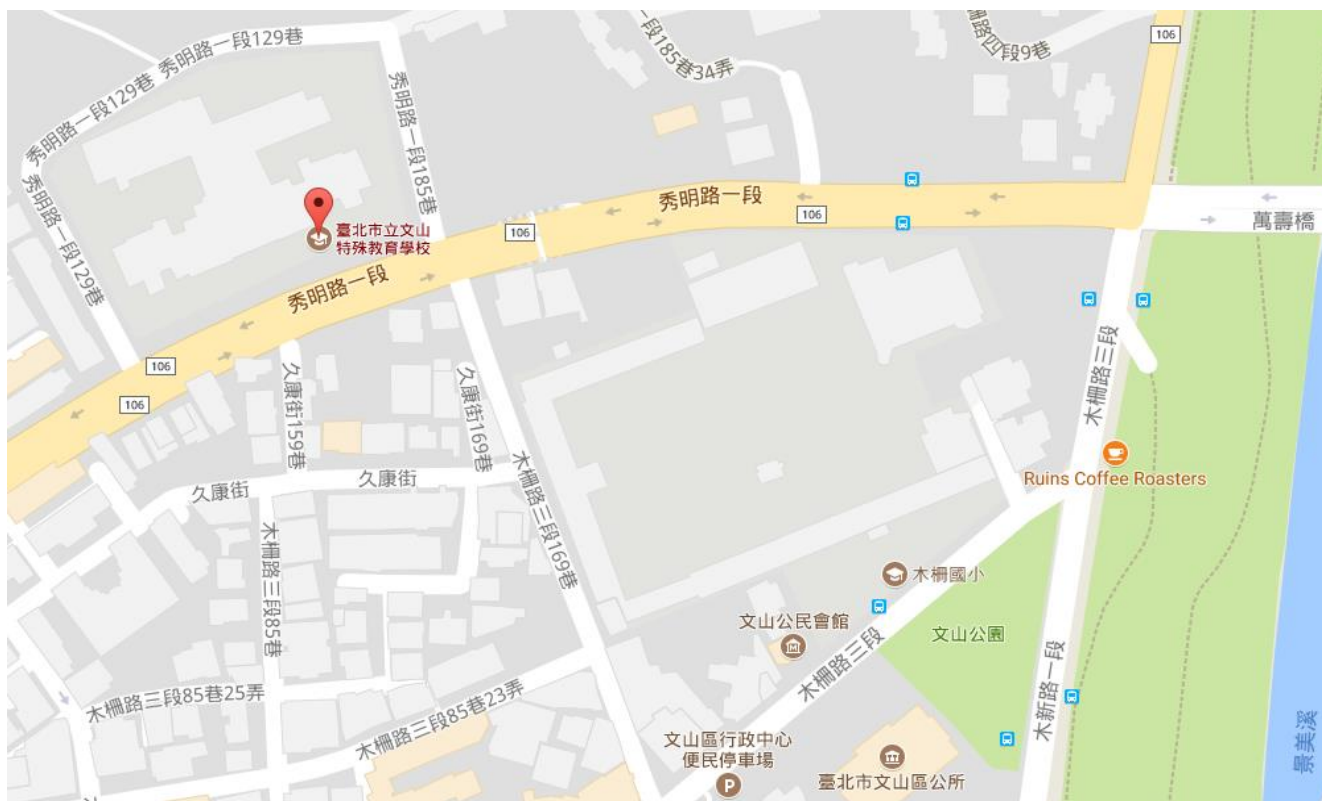 秀明路一段129巷
秀明路一段129巷
秀明路一段129巷
秀明路一段129巷
秀明路一段185巷
段185巷34弄
路四段9巷
106
臺北市立文山
特殊教育學校
106
秀明路一段
106
萬壽橋
秀明路一段
106
106
久康街159巷
久康街169巷
木柵路三段
Ruins Coffee Roasters
久康街
久康街
木柵路三段169巷
木柵路三段85巷
木柵國小
文山公民會館
文山公園
木柵路三段
木新路一段
木柵路三段85巷25弄
木柵路三段85巷23弄
文山區行政中心
便民停車場
P
臺北市文山區公所
景美溪